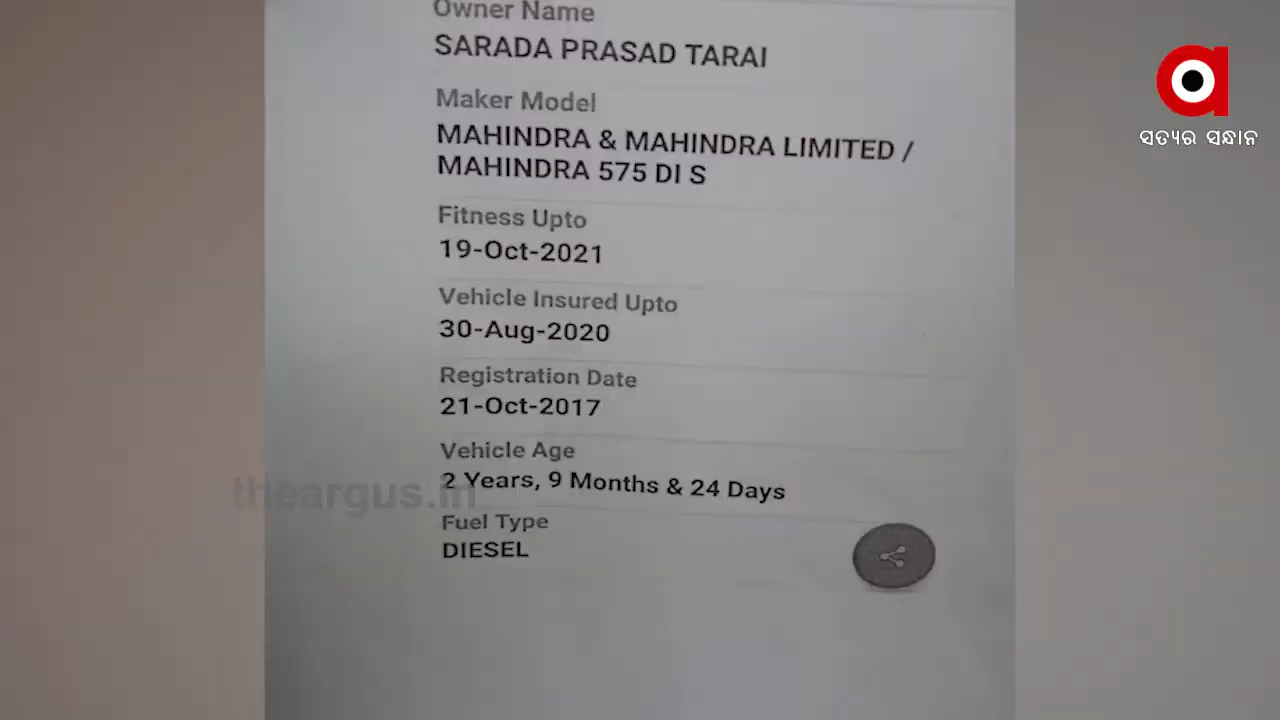 Owner Name
SARADA PRASAD TARAI
Maker Model
MAHINDRA & MAHINDRA LIMITED /
MAHINDRA 575 DI S
Fitness Upto
19-Oct-2021
Vehicle Insured Upto
30-Aug-2020
Registration Date
21-Oct-2017
Vehicle Age
2 Years, 9 Months & 24 Days
Fuel Type
DIESEL
theargus.in
a
ସତ୍ୟର ସନ୍ଧାନ